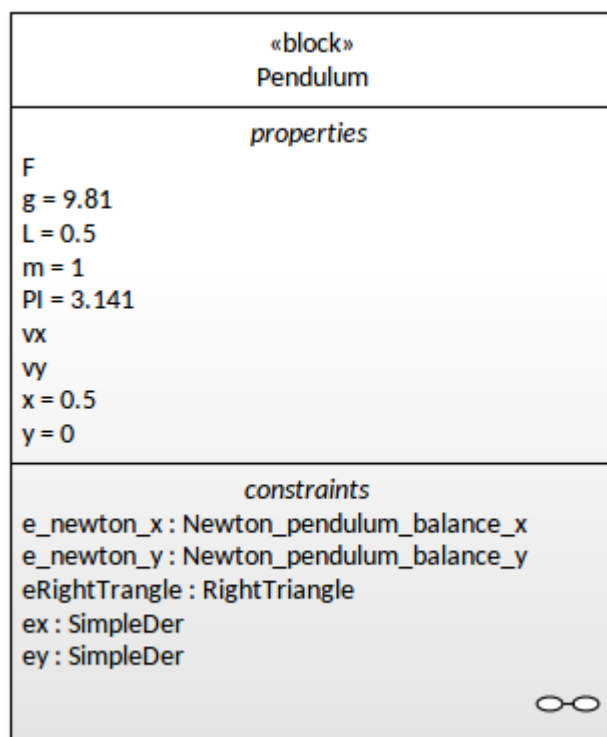 «block»
Pendulum
properties
F
g = 9.81
L = 0.5
m = 1
PI = 3.141
vx
vy
x = 0.5
y = 0
constraints
e_newton_x : Newton_pendulum_balance_x
e_newton_y : Newton_pendulum_balance_y
eRightTrangle : RightTriangle
ex : SimpleDer
ey : SimpleDer